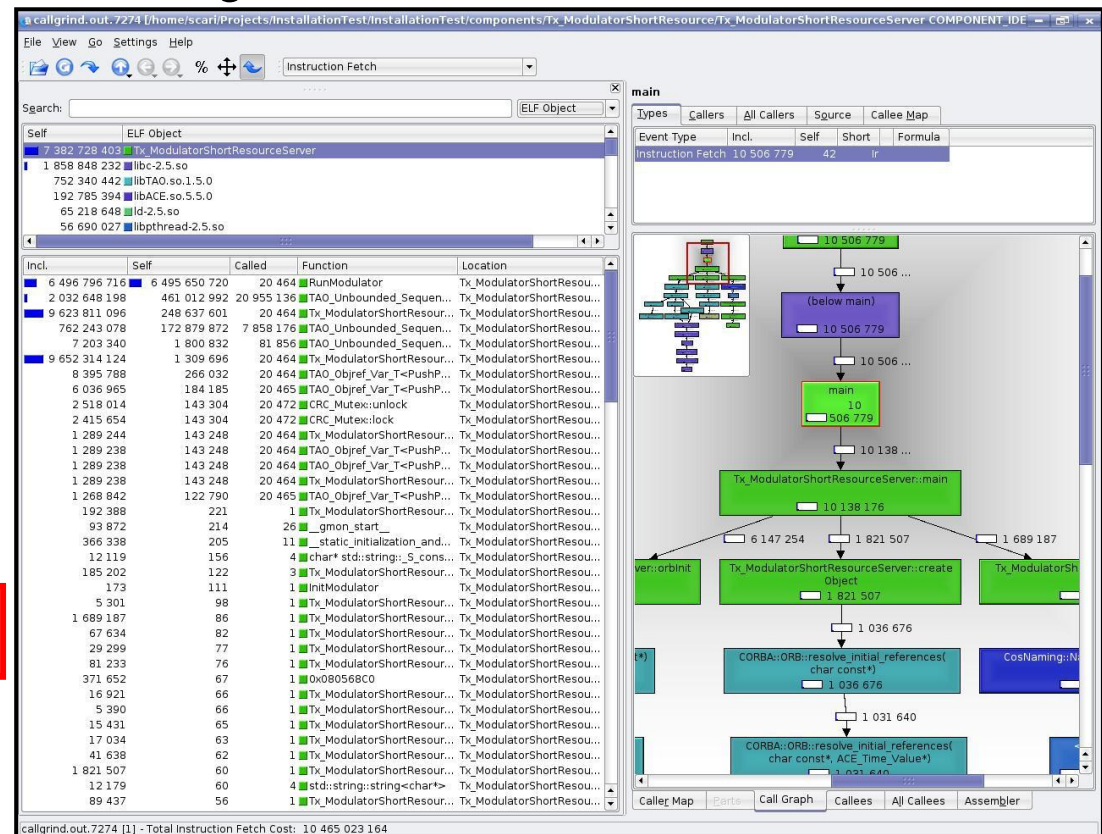 callgrind.out.7274 [/home/scari/Projects/InstallationTest/InstallationTest/components/Tx_ModulatorShortResource/Tx_ModulatorShortResourceServer COMPONENT_IDE
File View Go Settings Help
% Instruction Fetch
Search: ELF Object
Self ELF Object
7 382 728 403 Tx_ModulatorShortResourceServer
1 858 848 232 libc-2.5.so
752 340 442 libTAO.so.1.5.0
192 785 394 libACE.so.5.5.0
65 218 648 ld-2.5.so
56 690 027 libpthread-2.5.so
Incl. Self Called Function Location
6 496 796 716 6 495 650 720 20 464 RunModulator Tx_ModulatorShortResou...
2 032 648 198 461 012 992 20 955 136 TAO_Unbounded_Sequen... Tx_ModulatorShortResou...
9 623 811 096 248 637 601 20 464 Tx_ModulatorShortResour... Tx_ModulatorShortResou...
762 243 078 172 879 872 7 858 176 TAO_Unbounded_Sequen... Tx_ModulatorShortResou...
7 203 340 1 800 832 81 856 TAO_Unbounded_Sequen... Tx_ModulatorShortResou...
9 652 314 124 1 309 696 20 464 Tx_ModulatorShortResour... Tx_ModulatorShortResou...
8 395 788 266 032 20 464 TAO_Objref_Var_T<PushP... Tx_ModulatorShortResou...
6 036 965 184 185 20 465 TAO_Objref_Var_T<PushP... Tx_ModulatorShortResou...
2 518 014 143 304 20 472 CRC_Mutex::unlock Tx_ModulatorShortResou...
2 415 654 143 304 20 472 CRC_Mutex::lock Tx_ModulatorShortResou...
1 289 244 143 248 20 464 Tx_ModulatorShortResour... Tx_ModulatorShortResou...
1 289 238 143 248 20 464 TAO_Objref_Var_T<PushP... Tx_ModulatorShortResou...
1 289 238 143 248 20 464 TAO_Objref_Var_T<PushP... Tx_ModulatorShortResou...
1 289 238 143 248 20 464 Tx_ModulatorShortResour... Tx_ModulatorShortResou...
1 268 842 122 790 20 465 TAO_Objref_Var_T<PushP... Tx_ModulatorShortResou...
192 388 221 1 Tx_ModulatorShortResour... Tx_ModulatorShortResou...
93 872 214 26 __gmon_start__ Tx_ModulatorShortResou...
366 338 205 11 __static_initialization_and... Tx_ModulatorShortResou...
12 119 156 4 char* std::string::_S_cons... Tx_ModulatorShortResou...
185 202 122 3 Tx_ModulatorShortResour... Tx_ModulatorShortResou...
173 111 1 InitModulator Tx_ModulatorShortResou...
5 301 98 1 Tx_ModulatorShortResour... Tx_ModulatorShortResou...
1 689 187 86 1 Tx_ModulatorShortResour... Tx_ModulatorShortResou...
67 634 82 1 Tx_ModulatorShortResour... Tx_ModulatorShortResou...
29 299 77 1 Tx_ModulatorShortResour... Tx_ModulatorShortResou...
81 233 76 1 Tx_ModulatorShortResour... Tx_ModulatorShortResou...
371 652 67 1 0x080568C0 Tx_ModulatorShortResou...
16 921 66 1 Tx_ModulatorShortResour... Tx_ModulatorShortResou...
5 390 66 1 Tx_ModulatorShortResour... Tx_ModulatorShortResou...
15 431 65 1 Tx_ModulatorShortResour... Tx_ModulatorShortResou...
17 034 63 1 Tx_ModulatorShortResour... Tx_ModulatorShortResou...
41 638 62 1 Tx_ModulatorShortResour... Tx_ModulatorShortResou...
1 821 507 60 1 Tx_ModulatorShortResour... Tx_ModulatorShortResou...
12 179 60 4 std::string::string<char*> Tx_ModulatorShortResou...
89 437 56 1 Tx_ModulatorShortResour... Tx_ModulatorShortResou...
main
Types Callers All Callers Source Callee Map
Event Type Incl. Self Short Formula
Instruction Fetch 10 506 779 42 Ir
10 506 779
10 506 ...
(below main)
10 506 779
10 506 ...
main
10
506 779
10 138 ...
Tx_ModulatorShortResourceServer::main
10 138 176
6 147 254 1 821 507 1 689 187
ver::orbInit Tx_ModulatorShortResourceServer::create Tx_ModulatorSh
Object
1 821 507
1 036 676
t*) CORBA::ORB::resolve_initial_references( CosNaming::N
char const*)
1 036 676
1 031 640
CORBA::ORB::resolve_initial_references(
char const*, ACE_Time_Value*)
1 031 640
Caller Map Parts Call Graph Callees All Callees Assembler
callgrind.out.7274 [1] - Total Instruction Fetch Cost: 10 465 023 164